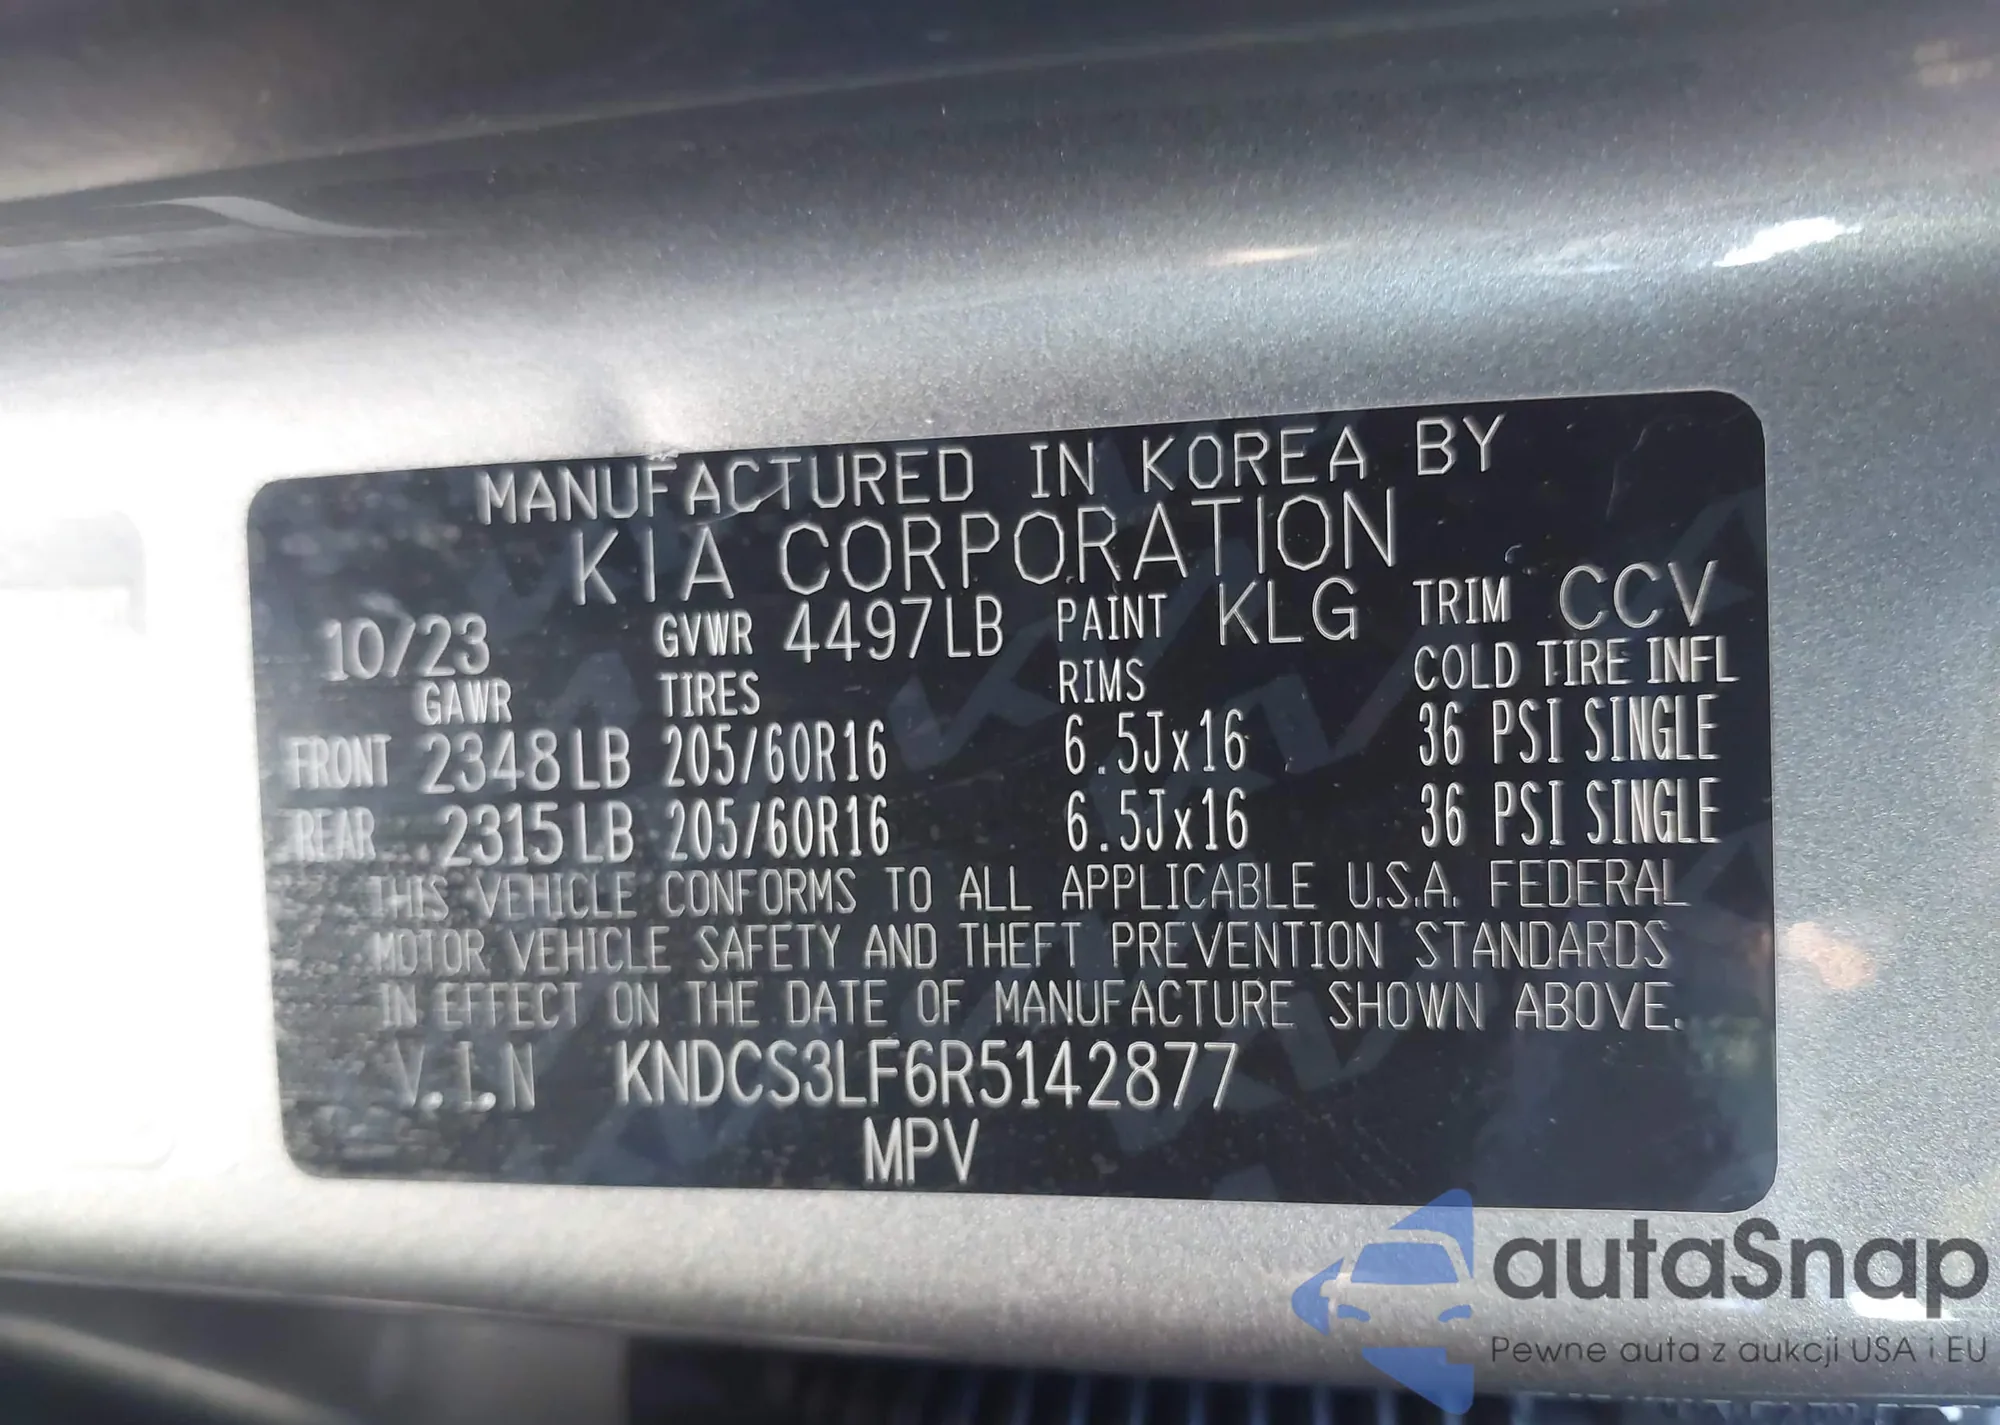 MANUFACTURED IN KOREA BY
KIA CORPORATION
10/23 GVWR 4497LB PAINT KLG TRIM CCV
GAWR TIRES RIMS COLD TIRE INFL
FRONT 2348LB 205/60R16 6.5Jx16 36 PSI SINGLE
REAR 2315LB 205/60R16 6.5Jx16 36 PSI SINGLE
THIS VEHICLE CONFORMS TO ALL APPLICABLE U.S.A. FEDERAL
MOTOR VEHICLE SAFETY AND THEFT PREVENTION STANDARDS
IN EFFECT ON THE DATE OF MANUFACTURE SHOWN ABOVE.
V.I.N KNDCS3LF6R5142877
MPV
autaSnap
Pewne auta z aukcji USA i EU